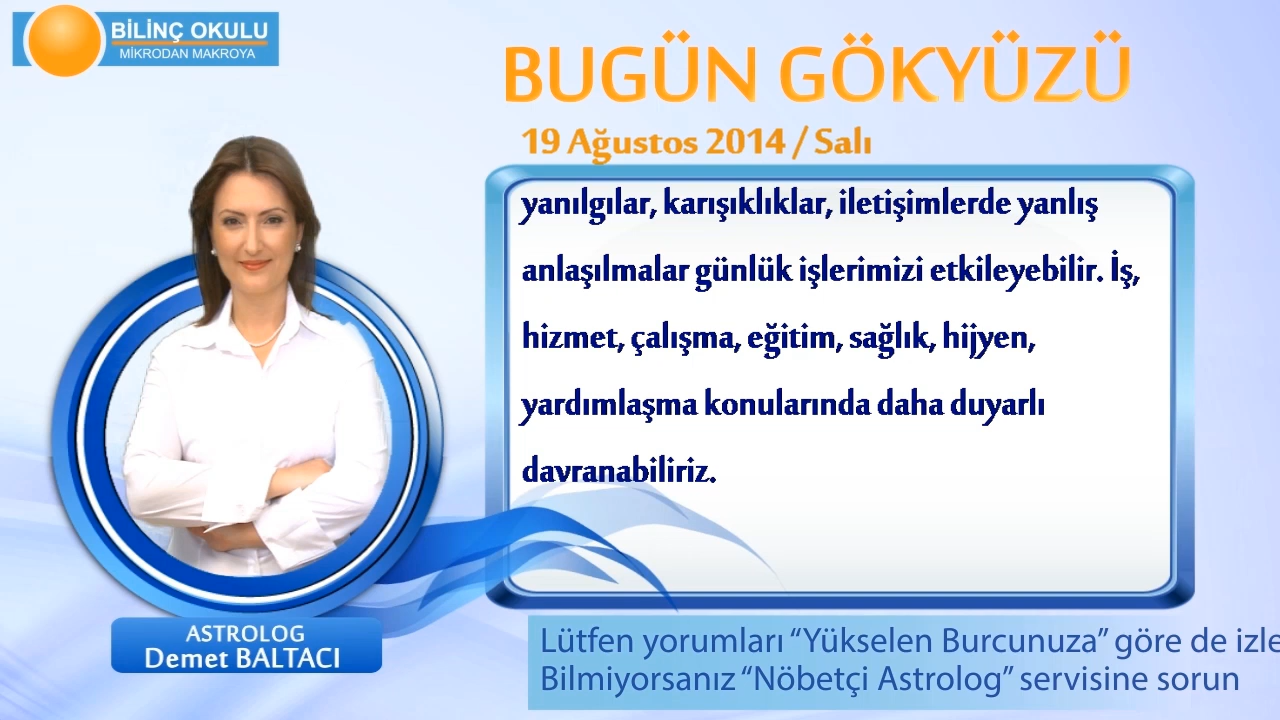 BİLİNÇ OKULU
MİKRODAN MAKROYA
BUGÜN GÖKYÜZÜ
19 Ağustos 2014 / Salı
yanılgılar, karışıklıklar, iletişimlerde yanlış
anlaşılmalar günlük işlerimizi etkileyebilir. İş,
hizmet, çalışma, eğitim, sağlık, hijyen,
yardımlaşma konularında daha duyarlı
davranabiliriz.
ASTROLOG
Demet BALTACI
Lütfen yorumları “Yükselen Burcunuza” göre de izle
Bilmiyorsanız “Nöbetçi Astrolog” servisine sorun